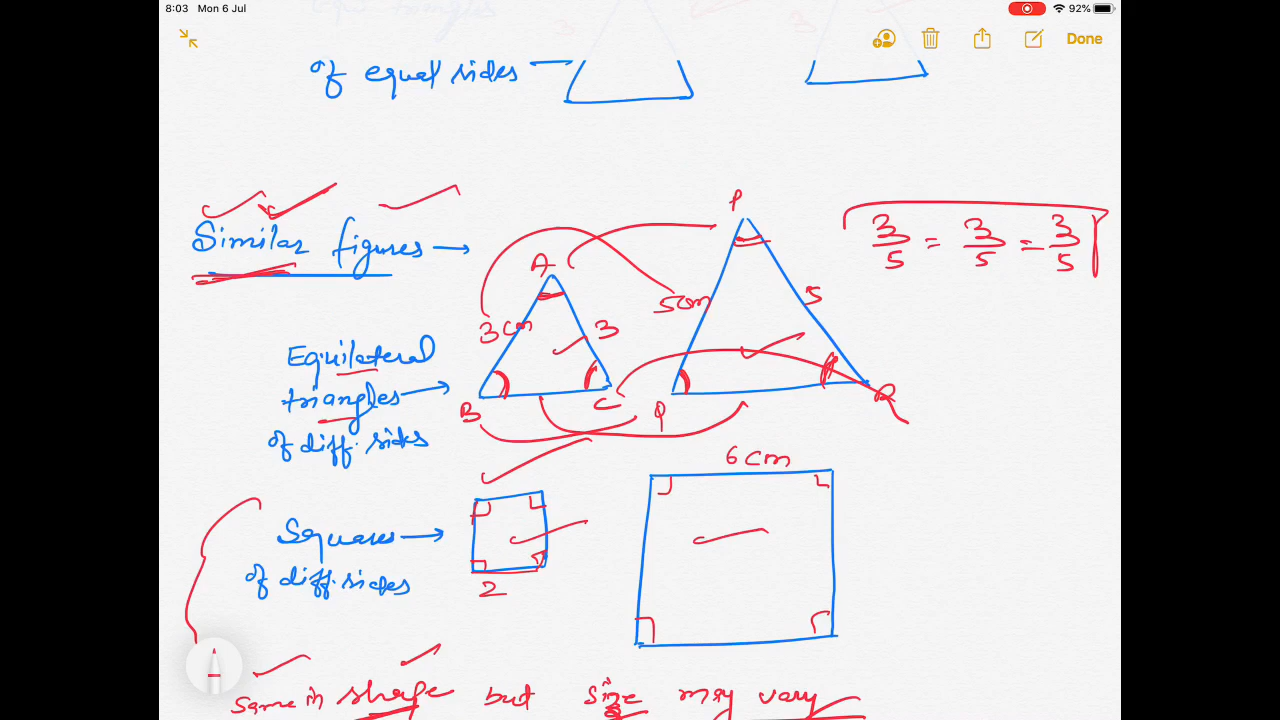 8:03 Mon 6 Jul
92%
Done
of equal sides
Similar figures →
3/5 = 3/5 = 3/5
P
A
3 cm
3
5cm
5
B
C
Q
R
Equilateral
triangles →
of diff. sides
6 cm
Squares →
of diff. sides
2
Same in shape but size may vary